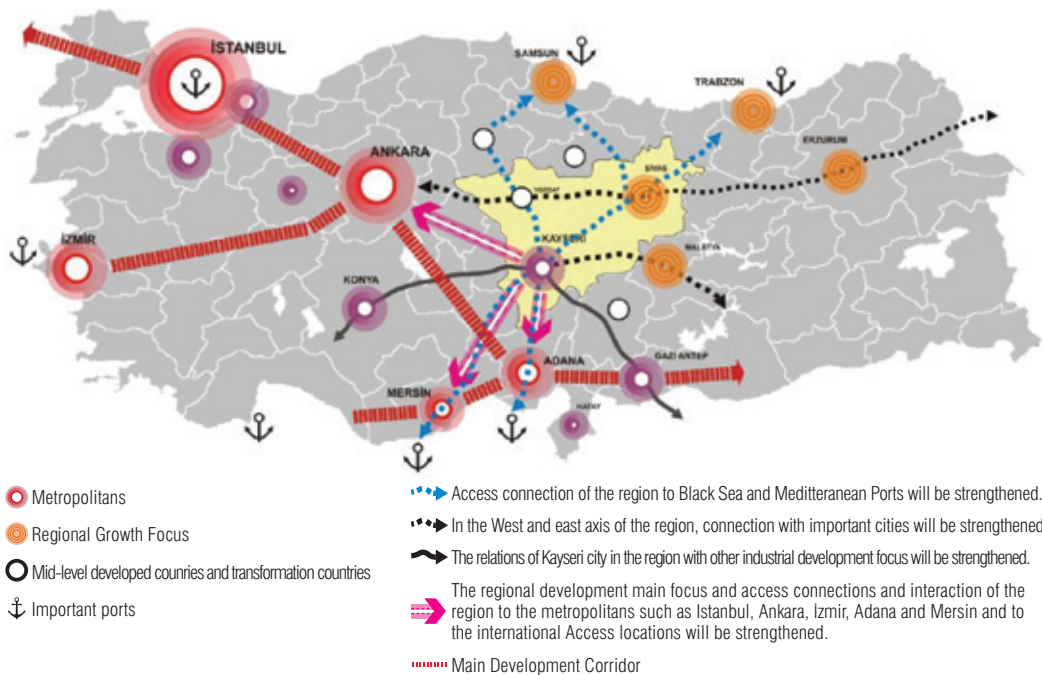 İSTANBUL
SAMSUN
TRABZON
ANKARA
ERZURUM
SİVAS
YOZGAT
İZMİR
KAYSERİ
MALATYA
KONYA
ADANA
GAZİ ANTEP
MERSİN
HATAY
Metropolitans
Regional Growth Focus
Mid-level developed counries and transformation countries
Important ports
Access connection of the region to Black Sea and Meditteranean Ports will be strengthened.
In the West and east axis of the region, connection with important cities will be strengthened
The relations of Kayseri city in the region with other industrial development focus will be strengthened.
The regional development main focus and access connections and interaction of the
region to the metropolitans such as Istanbul, Ankara, İzmir, Adana and Mersin and to
the international Access locations will be strengthened.
Main Development Corridor